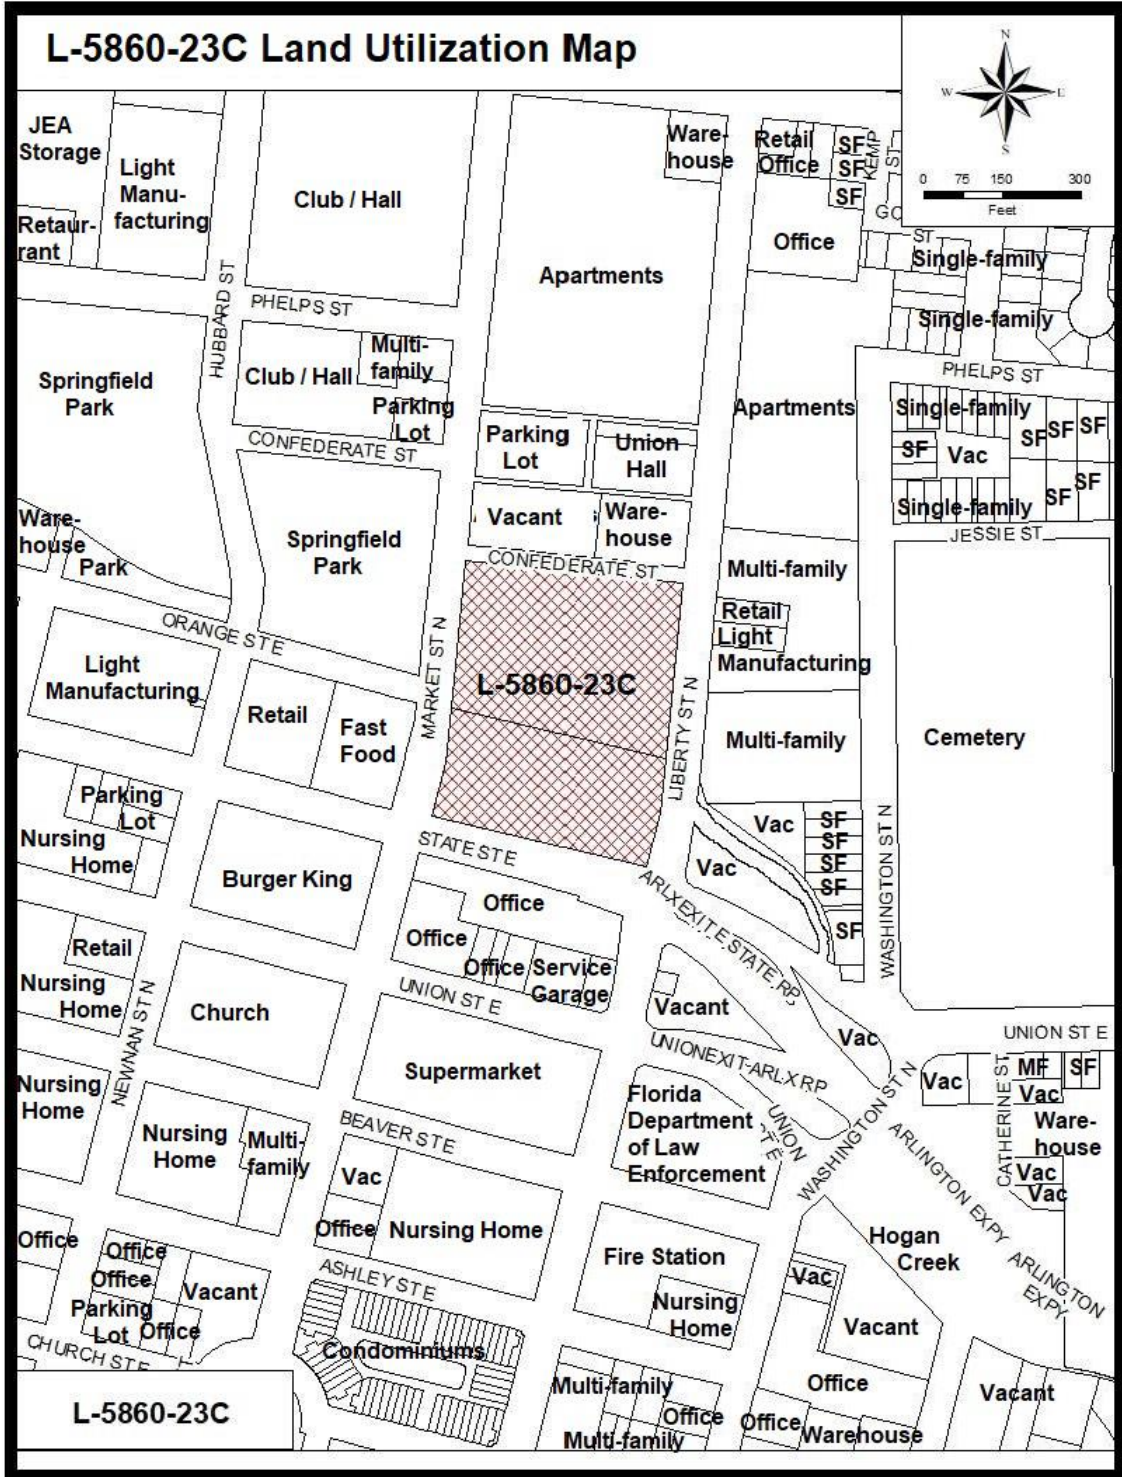 L-5860-23C Land Utilization Map
N
W
E
S
0 75 150 300
Feet
JEA
Storage
Light
Manu-
facturing
Retaur-
rant
Club / Hall
Ware-
house
Retail
Office
SF
SF
SF
KEMP
ST
GC
ST
Office
Single-family
Single-family
Apartments
HUBBARD ST
PHELPS ST
Club / Hall
Multi-
family
Parking
Lot
Springfield
Park
CONFEDERATE ST
Parking
Lot
Union
Hall
Apartments
PHELPS ST
Single-family
SF
Vac
SF
SF
SF
Single-family
SF
SF
JESSIE ST
Ware-
house
Park
Springfield
Park
Vacant
Ware-
house
CONFEDERATE ST
Multi-family
Retail
Light
Manufacturing
ORANGE ST E
Light
Manufacturing
Retail
Fast
Food
MARKET ST N
L-5860-23C
LIBERTY ST N
Multi-family
Cemetery
Parking
Lot
Nursing
Home
Burger King
STATE ST E
Vac
SF
SF
SF
SF
SF
Vac
WASHINGTON ST N
ARLX EXIT E STATE RP
Office
Office
Office
Service
Garage
Retail
Nursing
Home
NEWNAN ST N
Church
UNION ST E
Vacant
Vac
UNION ST E
UNION EXIT-ARLX RP
Nursing
Home
Supermarket
Florida
Department
of Law
Enforcement
UNION
ST E
WASHINGTON ST N
Vac
CATHERINE ST
MF
SF
Vac
Ware-
house
Vac
Vac
Nursing
Home
Multi-
family
BEAVER ST E
Vac
Office
Nursing Home
ARLINGTON EXPY
ARLINGTON
EXPY
Hogan
Creek
Fire Station
Nursing
Home
Vac
Vacant
Office
Office
Office
Parking
Lot
Office
Vacant
CHURCH ST E
ASHLEY ST E
Condominiums
Multi-family
Office
Multi-family
Office
Office
Warehouse
Vacant
L-5860-23C